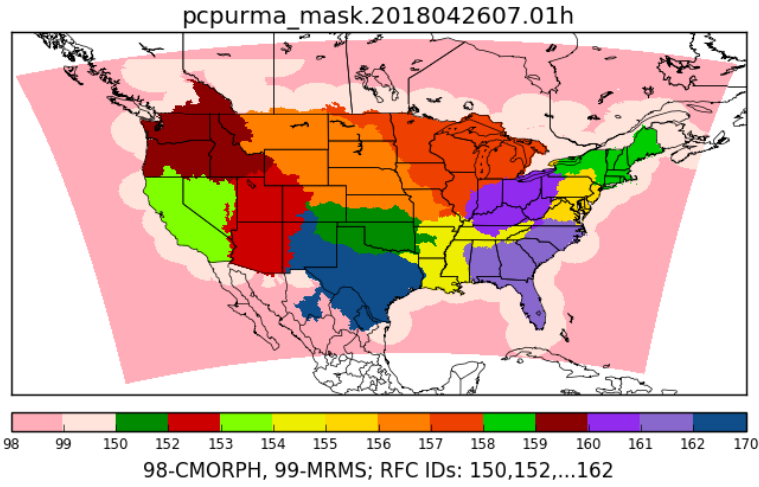 pcpurma_mask.2018042607.01h
98 99 150 152 153 154 155 156 157 158 159 160 161 162 170
98-CMORPH, 99-MRMS; RFC IDs: 150,152,...162